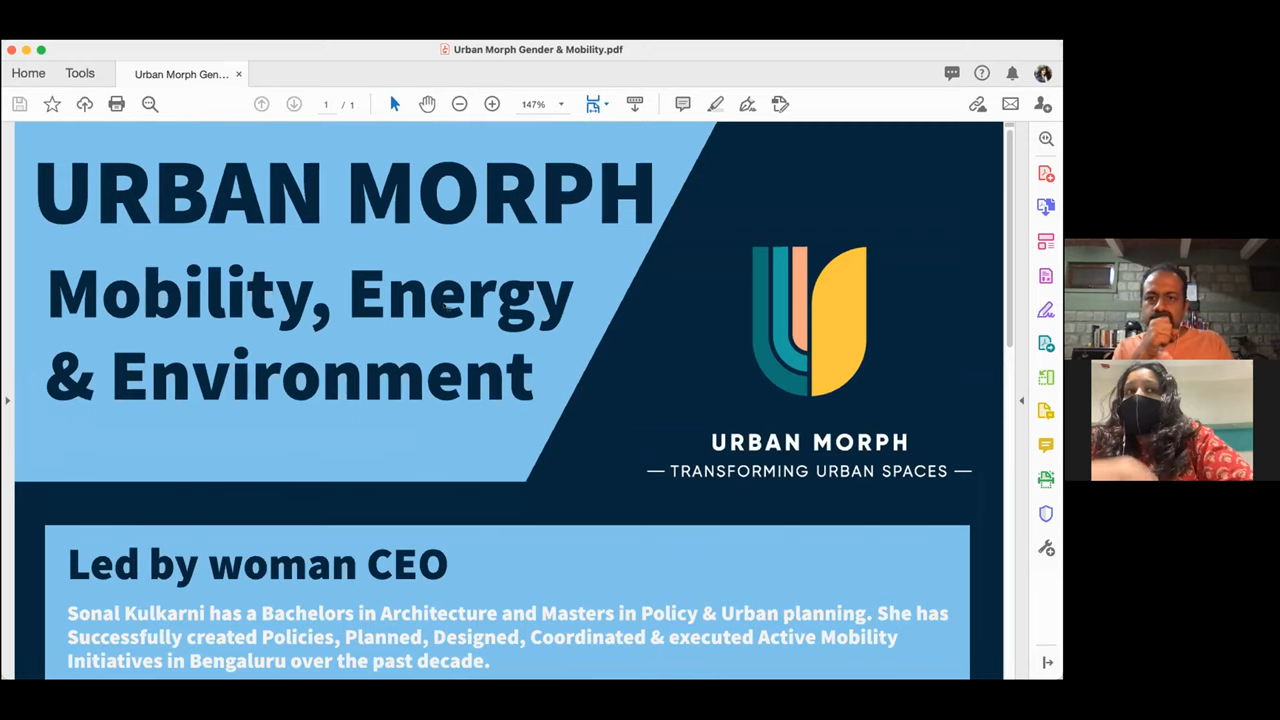 Urban Morph Gender & Mobility.pdf
Home
Tools
Urban Morph Gen...
1 / 1
147%
URBAN MORPH
Mobility, Energy
& Environment
URBAN MORPH
— TRANSFORMING URBAN SPACES —
Led by woman CEO
Sonal Kulkarni has a Bachelors in Architecture and Masters in Policy & Urban planning. She has
Successfully created Policies, Planned, Designed, Coordinated & executed Active Mobility
Initiatives in Bengaluru over the past decade.